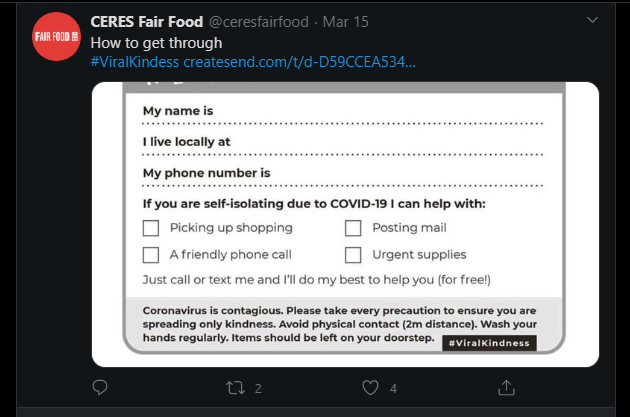 FAIR FOOD
CERES Fair Food @ceresfairfood · Mar 15
How to get through
#ViralKindess createsend.com/t/d-D59CCEA534…
My name is
I live locally at
My phone number is
If you are self-isolating due to COVID-19 I can help with:
Picking up shopping Posting mail
A friendly phone call Urgent supplies
Just call or text me and I'll do my best to help you (for free!)
Coronavirus is contagious. Please take every precaution to ensure you are
spreading only kindness. Avoid physical contact (2m distance). Wash your
hands regularly. Items should be left on your doorstep. #ViralKindness
2 4